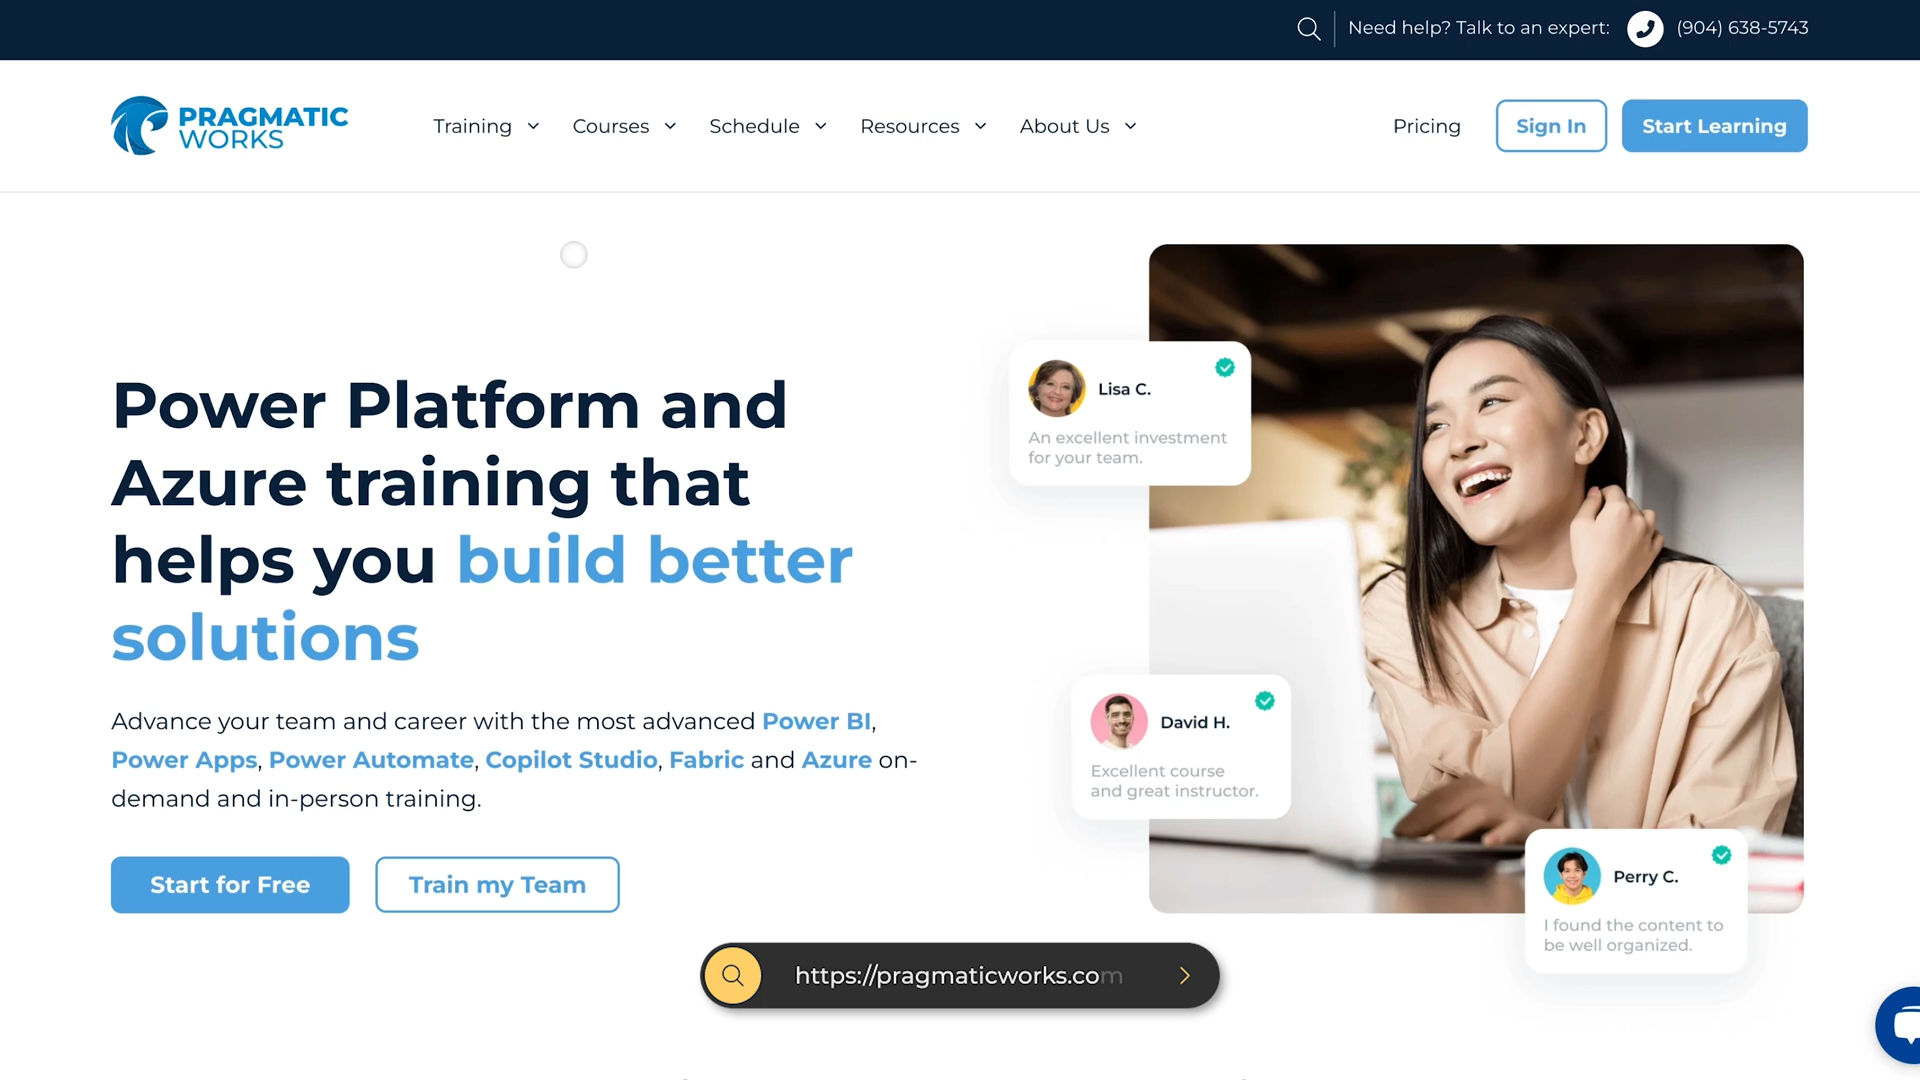 Need help? Talk to an expert: (904) 638-5743
PRAGMATIC
WORKS
Training Courses Schedule Resources About Us Pricing Sign In Start Learning
Power Platform and
Azure training that
helps you build better
solutions
Advance your team and career with the most advanced Power BI,
Power Apps, Power Automate, Copilot Studio, Fabric and Azure on-
demand and in-person training.
Start for Free Train my Team
Lisa C.
An excellent investment
for your team.
David H.
Excellent course
and great instructor.
Perry C.
I found the content to
be well organized.
https://pragmaticworks.com